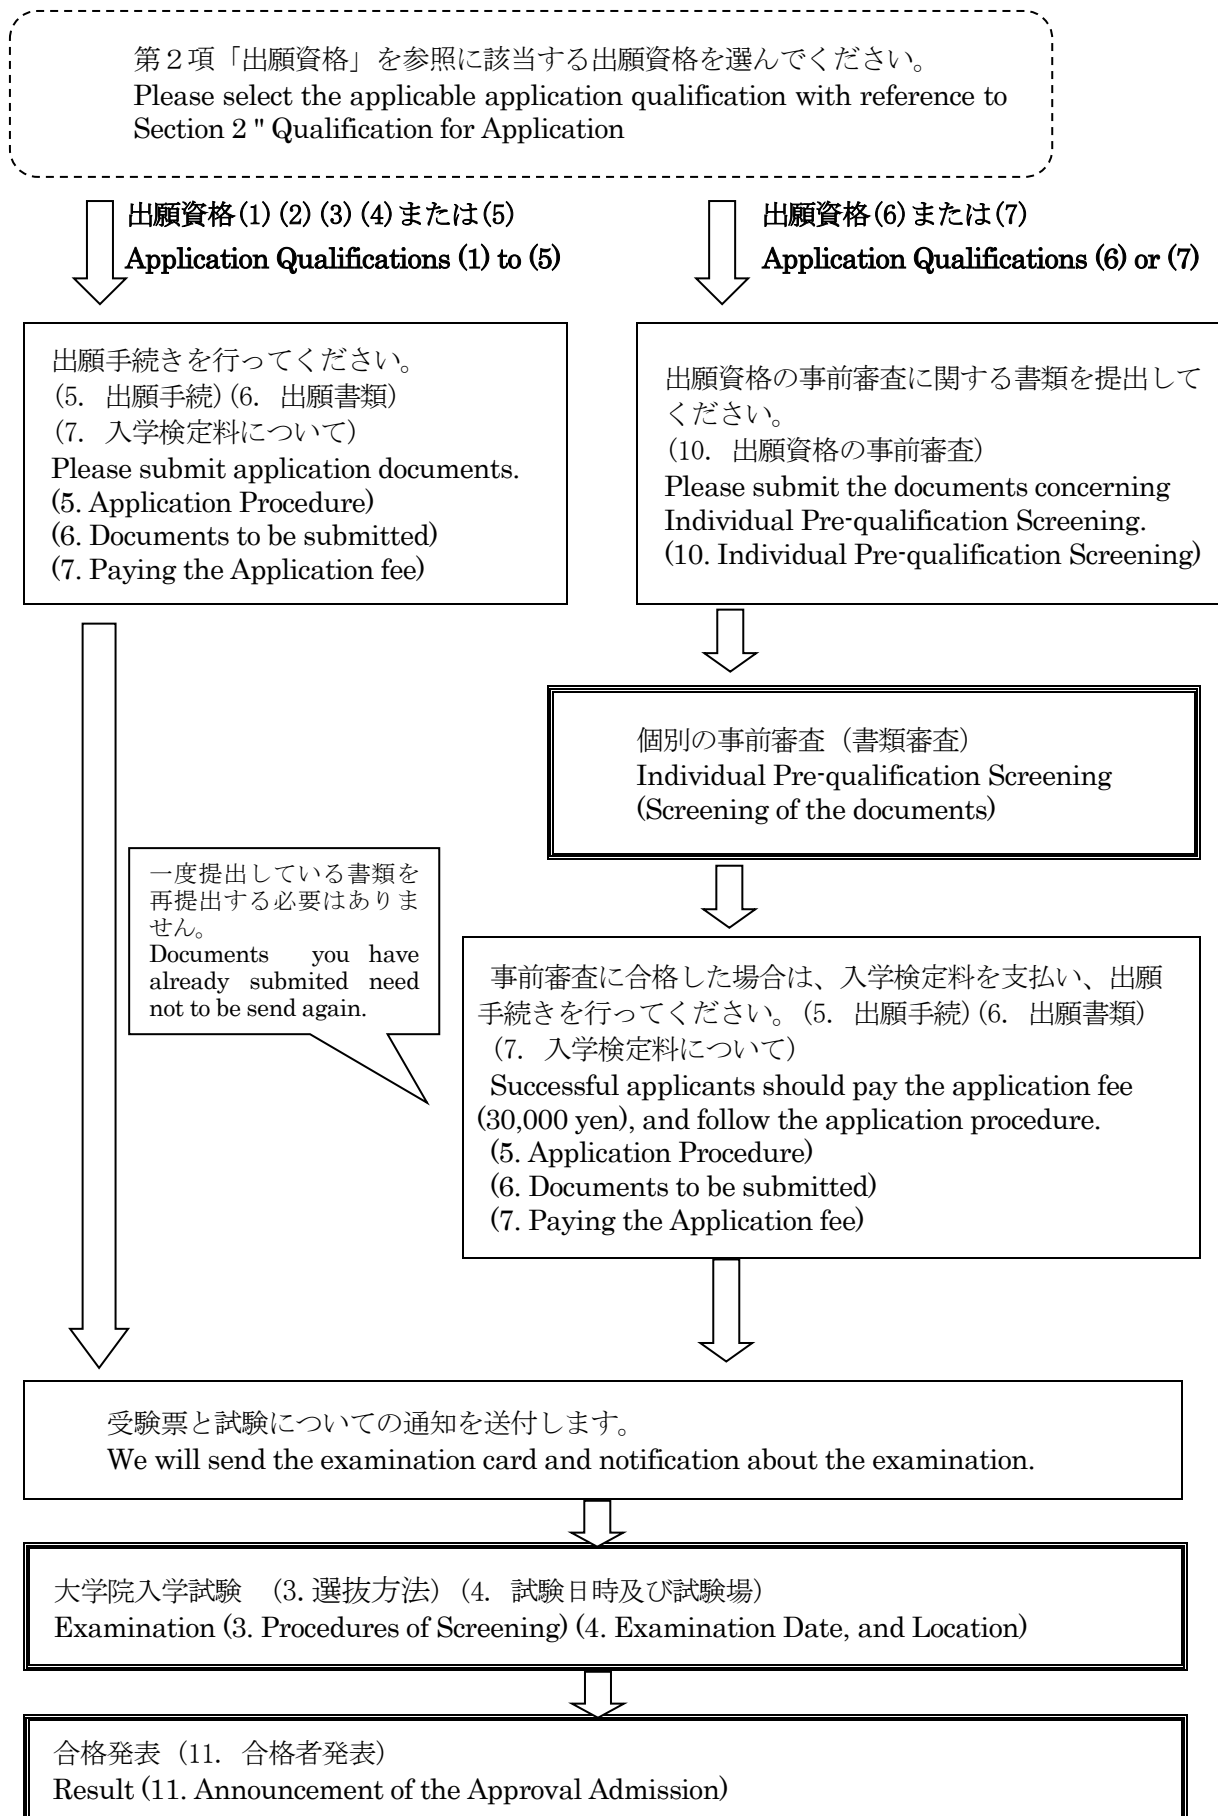 第２項「出願資格」を参照に該当する出願資格を選んでください。
Please select the applicable application qualification with reference to
Section 2 " Qualification for Application
出願資格(1) (2) (3) (4)または(5)
Application Qualifications (1) to (5)
出願資格(6)または(7)
Application Qualifications (6) or (7)
出願手続きを行ってください。
(5. 出願手続) (6. 出願書類)
(7. 入学検定料について)
Please submit application documents.
(5. Application Procedure)
(6. Documents to be submitted)
(7. Paying the Application fee)
出願資格の事前審査に関する書類を提出して
ください。
(10. 出願資格の事前審査)
Please submit the documents concerning
Individual Pre-qualification Screening.
(10. Individual Pre-qualification Screening)
個別の事前審査（書類審査）
Individual Pre-qualification Screening
(Screening of the documents)
一度提出している書類を
再提出する必要はありま
せん。
Documents you have
already submited need
not to be send again.
事前審査に合格した場合は、入学検定料を支払い、出願
手続きを行ってください。(5. 出願手続) (6. 出願書類)
(7. 入学検定料について)
Successful applicants should pay the application fee
(30,000 yen), and follow the application procedure.
(5. Application Procedure)
(6. Documents to be submitted)
(7. Paying the Application fee)
受験票と試験についての通知を送付します。
We will send the examination card and notification about the examination.
大学院入学試験 （3. 選抜方法）（4. 試験日時及び試験場）
Examination (3. Procedures of Screening) (4. Examination Date, and Location)
合格発表（11. 合格者発表）
Result (11. Announcement of the Approval Admission)